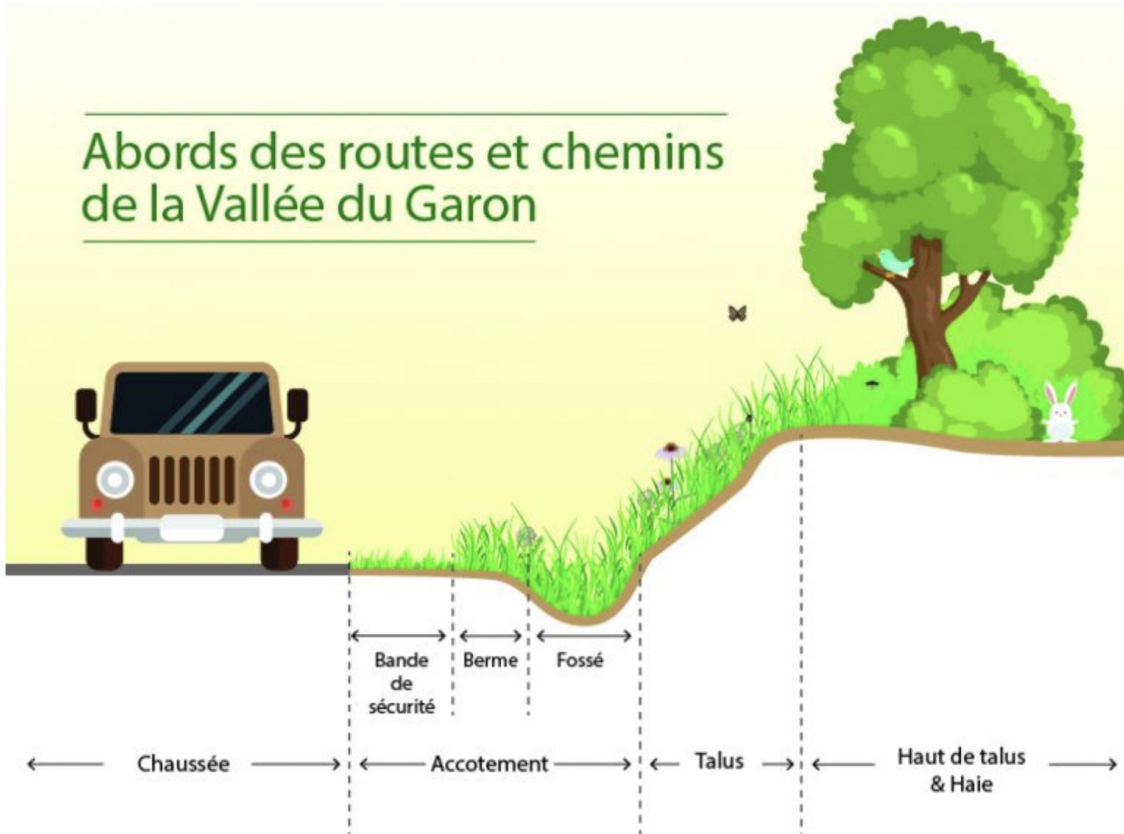 Abords des routes et chemins
de la Vallée du Garon
Bande
de
sécurité
Berme
Fossé
Chaussée
Accotement
Talus
Haut de talus
& Haie